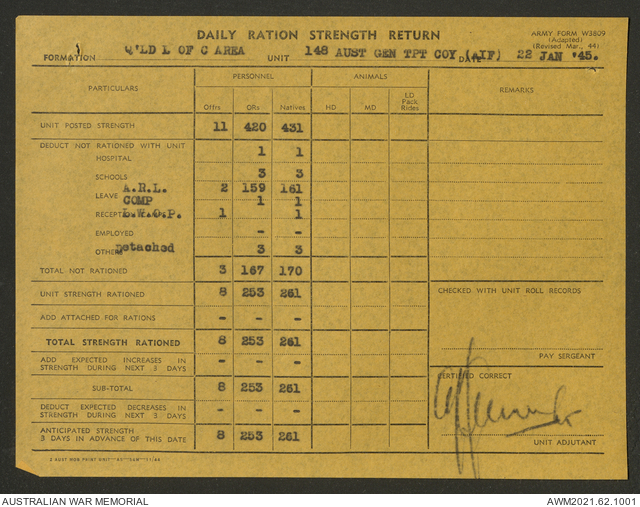 DAILY RATION STRENGTH RETURN
ARMY FORM W3809
(Adapted)
(Revised Mar., 44)
FORMATION Q'LD L OF C AREA UNIT 148 AUST GEN TPT COY (AIF) DATE 22 JAN '45.
PARTICULARS PERSONNEL ANIMALS REMARKS
Offrs ORs Natives HD MD LD Pack Rides
UNIT POSTED STRENGTH 11 420 431
DEDUCT NOT RATIONED WITH UNIT
HOSPITAL 1 1
SCHOOLS 3 3
LEAVE A.R.L. 2 159 161
COMP 1 1
L.W.O.P. 1 1
EMPLOYED - -
OTHERS Detached 3 3
TOTAL NOT RATIONED 3 167 170
UNIT STRENGTH RATIONED 8 253 261
CHECKED WITH UNIT ROLL RECORDS
ADD ATTACHED FOR RATIONS - - -
TOTAL STRENGTH RATIONED 8 253 261
PAY SERGEANT
ADD EXPECTED INCREASES IN
STRENGTH DURING NEXT 3 DAYS - - -
CERTIFIED CORRECT
SUB-TOTAL 8 253 261
DEDUCT EXPECTED DECREASES IN
STRENGTH DURING NEXT 3 DAYS - - -
ANTICIPATED STRENGTH
3 DAYS IN ADVANCE OF THIS DATE 8 253 261
UNIT ADJUTANT
AUSTRALIAN WAR MEMORIAL
AWM2021.62.1001